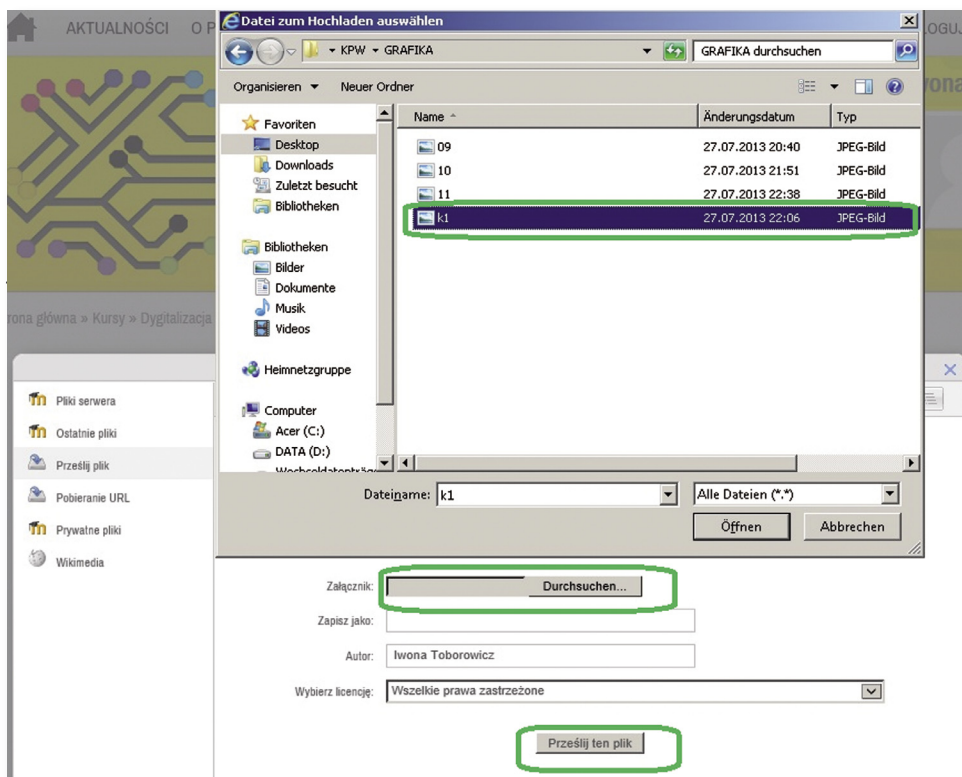 AKTUALNOŚCI O P
Datei zum Hochladen auswählen
KPW GRAFIKA
GRAFIKA durchsuchen
Organisieren Neuer Ordner
Name Änderungsdatum Typ
09 27.07.2013 20:40 JPEG-Bild
10 27.07.2013 21:51 JPEG-Bild
11 27.07.2013 22:38 JPEG-Bild
k1 27.07.2013 22:06 JPEG-Bild
Favoriten
Desktop
Downloads
Zuletzt besucht
Bibliotheken
Bibliotheken
Bilder
Dokumente
Musik
Videos
Heimnetzgruppe
Computer
Acer (C:)
DATA (D:)
Dateiname: k1 Alle Dateien (*.*)
Öffnen Abbrechen
rona główna » Kursy » Dygitalizacja
Pliki serwera
Ostatnie pliki
Prześlij plik
Pobieranie URL
Prywatne pliki
Wikimedia
Załącznik: Durchsuchen...
Zapisz jako:
Autor: Iwona Toborowicz
Wybierz licencję: Wszelkie prawa zastrzeżone
Prześlij ten plik